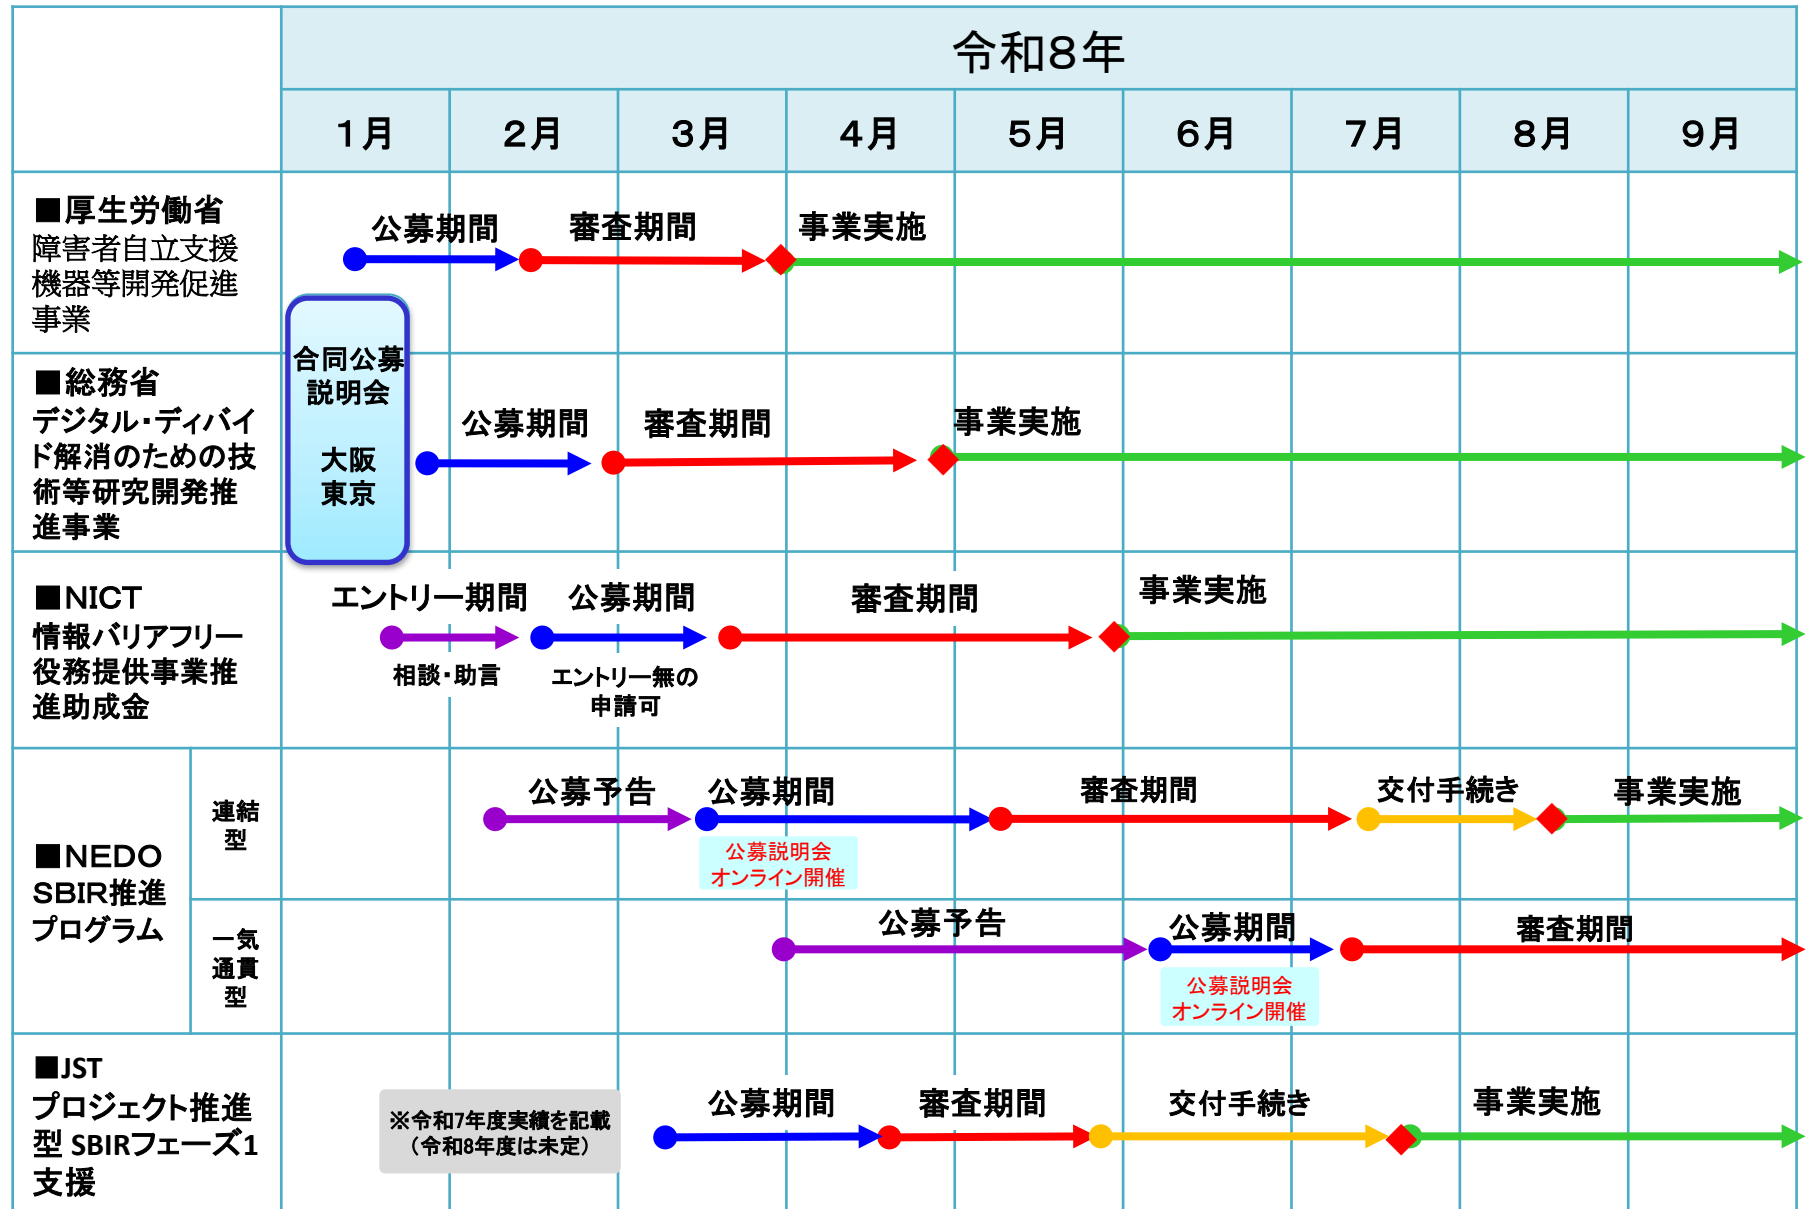 令和８年
１月
２月
３月
４月
５月
６月
７月
８月
９月
■厚生労働省
障害者自立支援
機器等開発促進
事業
公募期間
審査期間
事業実施
合同公募
説明会
大阪
東京
■総務省
デジタル・ディバイ
ド解消のための技
術等研究開発推
進事業
公募期間
審査期間
事業実施
■NICT
情報バリアフリー
役務提供事業推
進助成金
エントリー期間
相談・助言
公募期間
エントリー無の
申請可
審査期間
事業実施
■NEDO
SBIR推進
プログラム
連結
型
公募予告
公募期間
公募説明会
オンライン開催
審査期間
交付手続き
事業実施
一気
通貫
型
公募予告
公募期間
公募説明会
オンライン開催
審査期間
■JST
プロジェクト推進
型 SBIRフェーズ1
支援
※令和7年度実績を記載
（令和8年度は未定）
公募期間
審査期間
交付手続き
事業実施